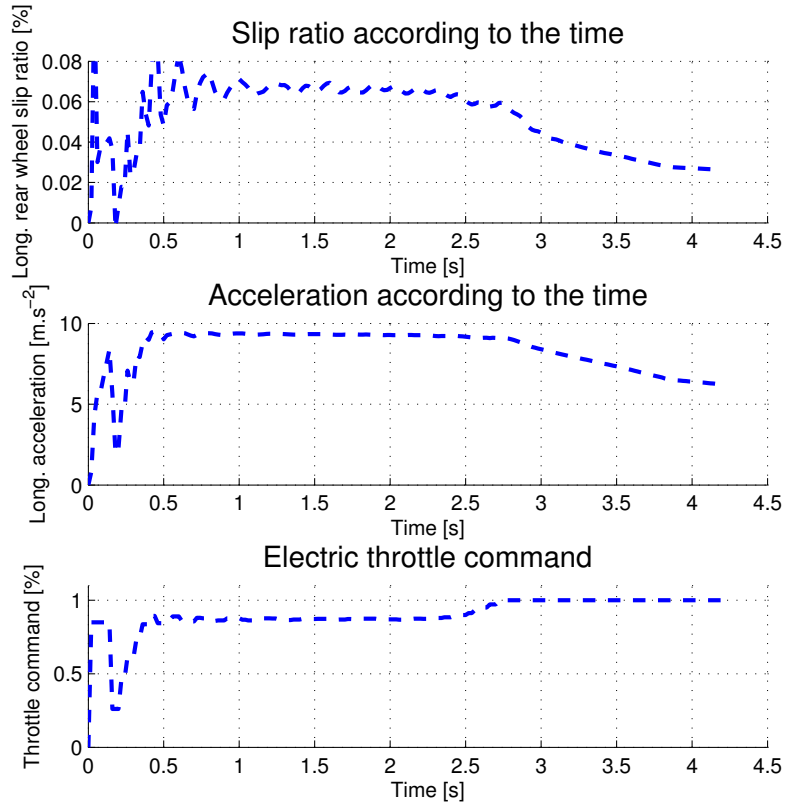 Slip ratio according to the time
Long. rear wheel slip ratio [%]
0.08
0.06
0.04
0.02
0
0 0.5 1 1.5 2 2.5 3 3.5 4 4.5
Time [s]
Acceleration according to the time
Long. acceleration [m.s⁻²]
10
5
0
0 0.5 1 1.5 2 2.5 3 3.5 4 4.5
Time [s]
Electric throttle command
Throttle command [%]
1
0.5
0
0 0.5 1 1.5 2 2.5 3 3.5 4 4.5
Time [s]